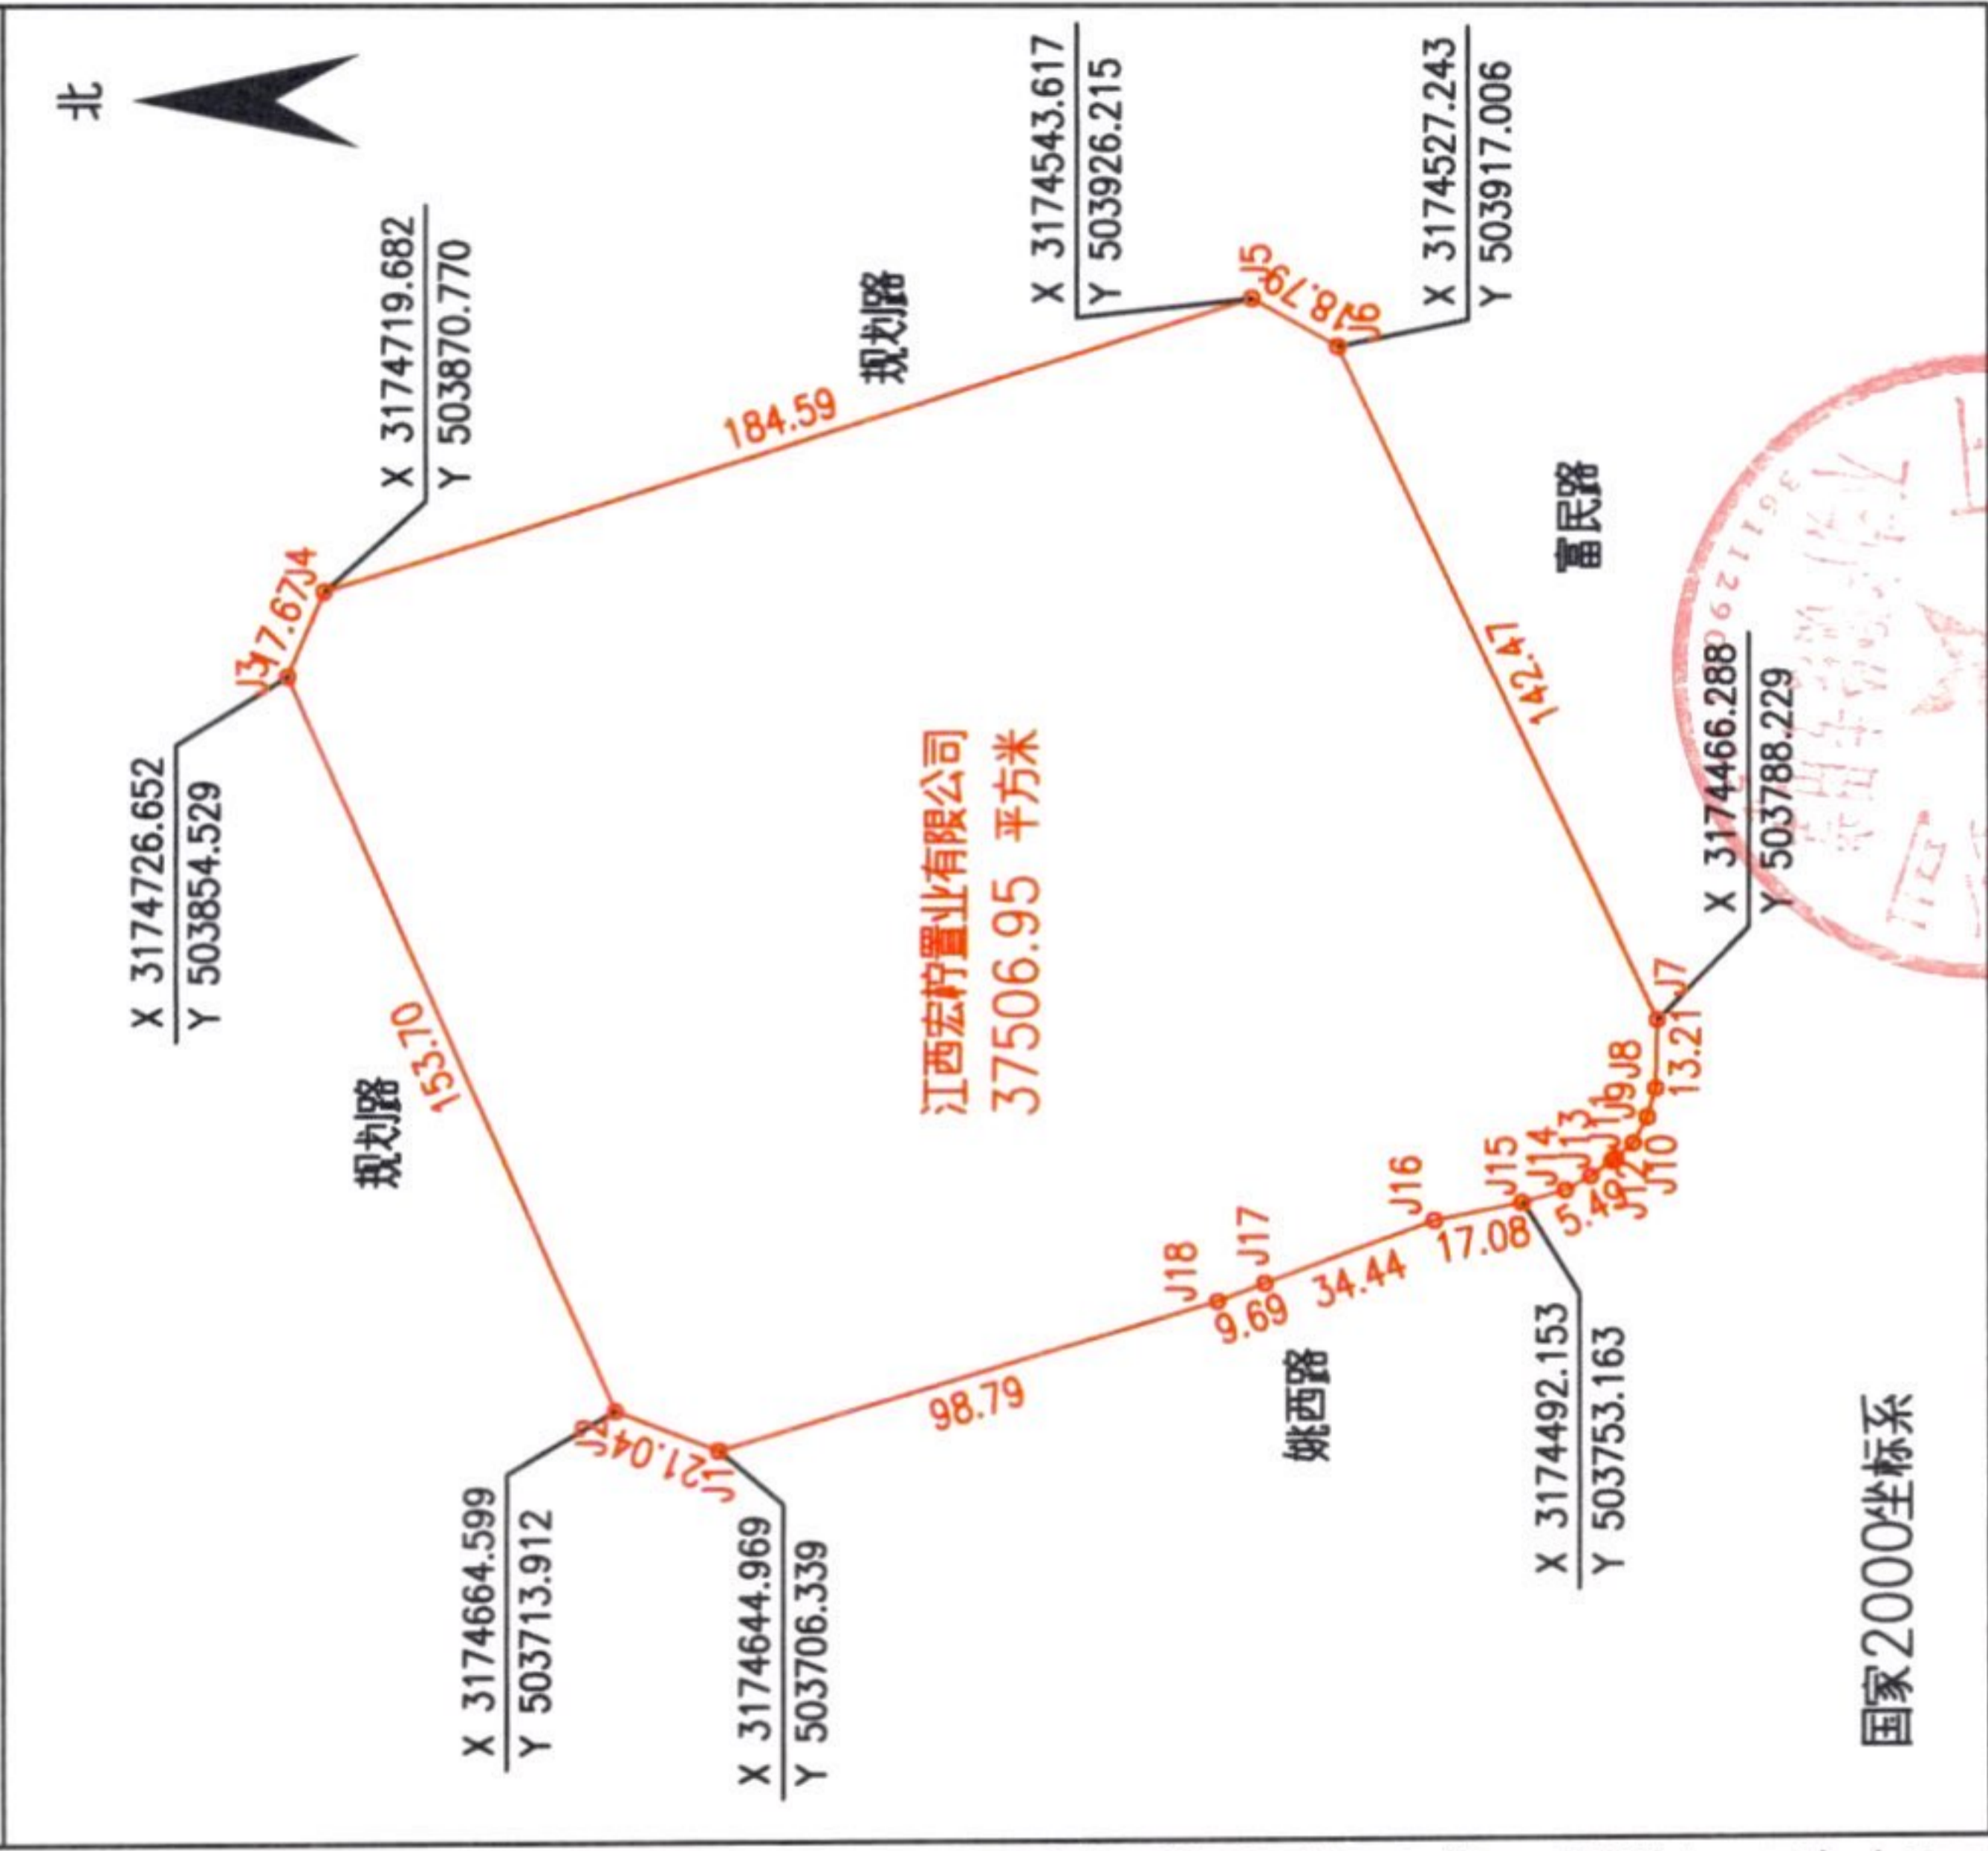 北
X 3174726.652
Y 503854.529
J3
17.67
J4
X 3174719.682
Y 503870.770
规划路
153.70
184.59
规划路
X 3174543.617
Y 503926.215
J5
18.79
J6
X 3174527.243
Y 503917.006
X 3174664.599
Y 503713.912
J2
21.04
J1
X 3174644.969
Y 503706.339
江西宏柠置业有限公司
37506.95 平方米
98.79
姚西路
J18
9.69
J17
34.44
J16
17.08
J15
X 3174492.153
Y 503753.163
J14
5.49
J13
J12
J11
J10
J9
J8
13.21
J7
X 3174466.288
Y 503788.229
142.47
富民路
3611290
国家2000坐标系